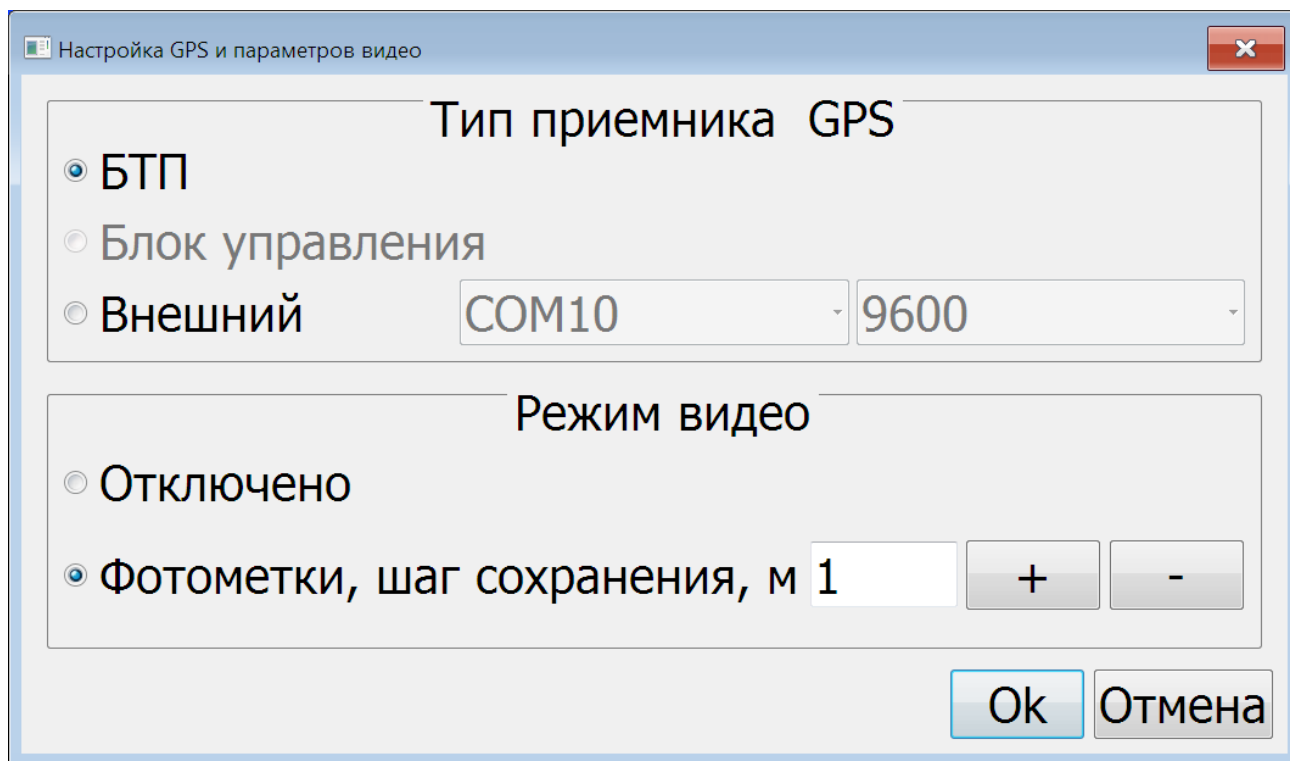 Настройка GPS и параметров видео
Тип приемника GPS
БТП
Блок управления
Внешний COM10 9600
Режим видео
Отключено
Фотометки, шаг сохранения, м 1 + -
Ok Отмена